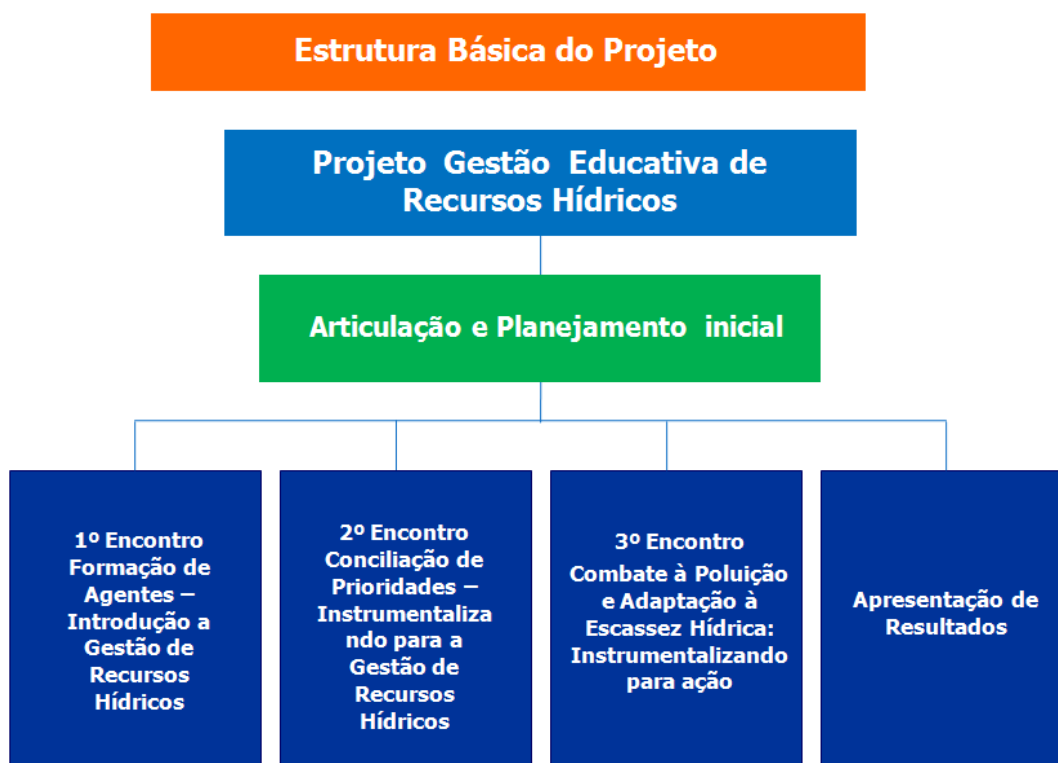 Estrutura Básica do Projeto
Projeto Gestão Educativa de
Recursos Hídricos
Articulação e Planejamento inicial
1º Encontro
Formação de
Agentes –
Introdução a
Gestão de
Recursos
Hídricos
2º Encontro
Conciliação de
Prioridades –
Instrumentaliza
ndo para a
Gestão de
Recursos
Hídricos
3º Encontro
Combate à Poluição
e Adaptação à
Escassez Hídrica:
Instrumentalizando
para ação
Apresentação de
Resultados